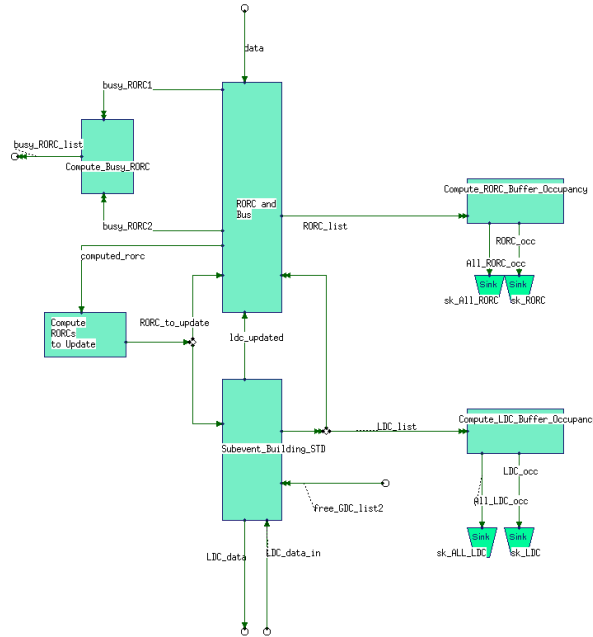 data
busy_RORC1
busy_RORC_list
Compute_Busy_RORC
Compute_RORC_Buffer_Occupancy
RORC and
Bus
busy_RORC2
RORC_list
RORC_occ
computed_rorc
All_RORC_occ
Sink
Sink
sk_All_RORC
sk_RORC
Compute
RORCs
to Update
RORC_to_update
ldc_updated
Compute_LDC_Buffer_Occupanc
LDC_list
Subevent_Building_STD
LDC_occ
All_LDC_occ
free_GDC_list2
Sink
Sink
LDC_data
LDC_data_in
sk_ALL_LDC
sk_LDC